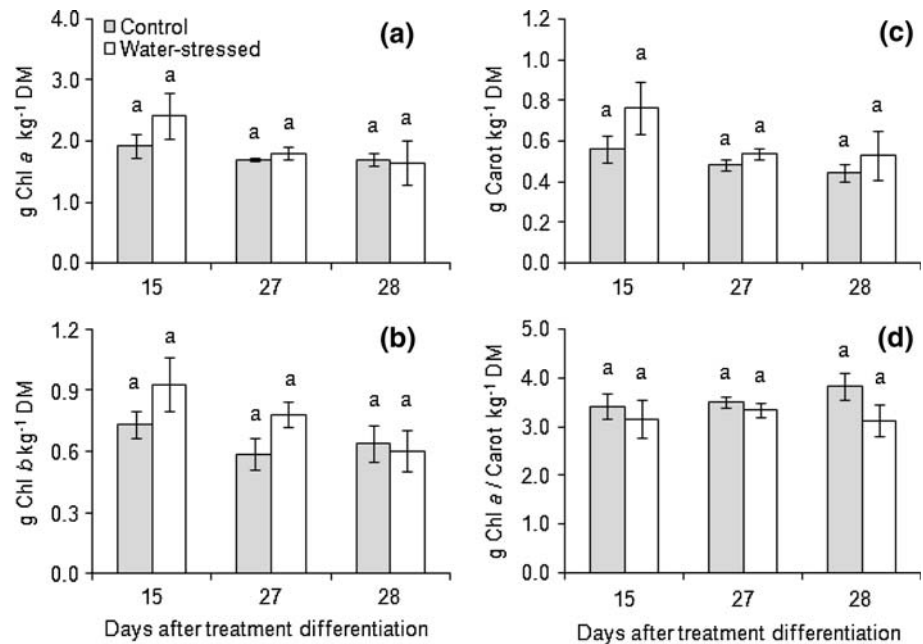 (a)
Control
Water-stressed
g Chl a kg-1 DM
4.0
3.0
2.0
1.0
0.0
a a a a a a
15 27 28
(c)
g Carot kg-1 DM
1.2
1.0
0.8
0.6
0.4
0.2
0.0
a a a a a a
15 27 28
(b)
g Chl b kg-1 DM
1.2
0.9
0.6
0.3
0.0
a a a a a a
15 27 28
Days after treatment differentiation
(d)
g Chl a / Carot kg-1 DM
5.0
4.0
3.0
2.0
1.0
0.0
a a a a a a
15 27 28
Days after treatment differentiation